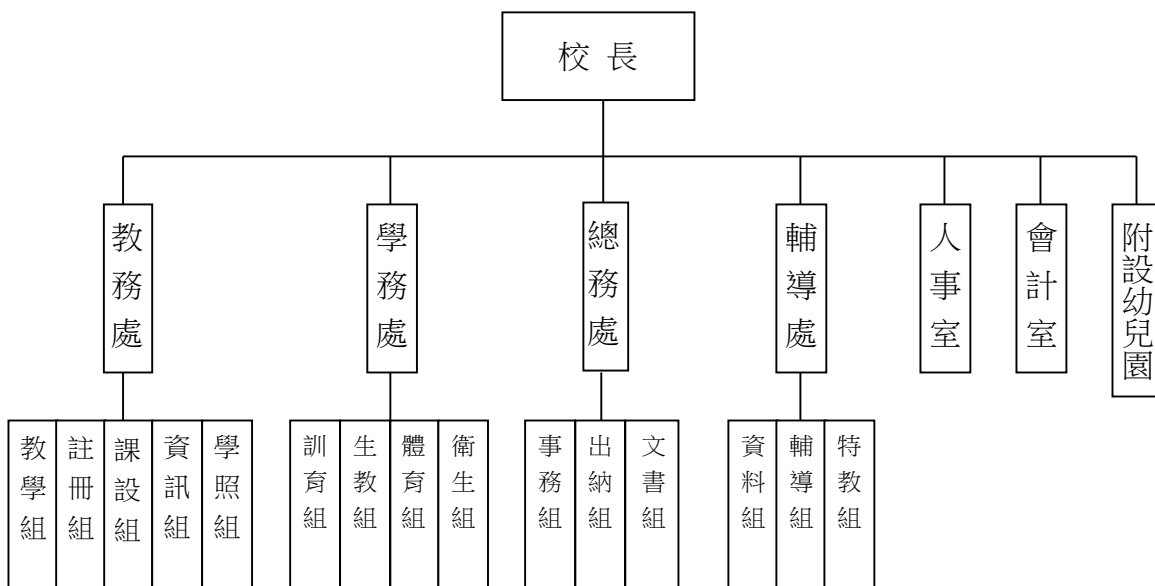 校長
教務處
學務處
總務處
輔導處
人事室
會計室
附設幼兒園
教學組
註冊組
課設組
資訊組
學照組
訓育組
生教組
體育組
衛生組
事務組
出納組
文書組
資料組
輔導組
特教組